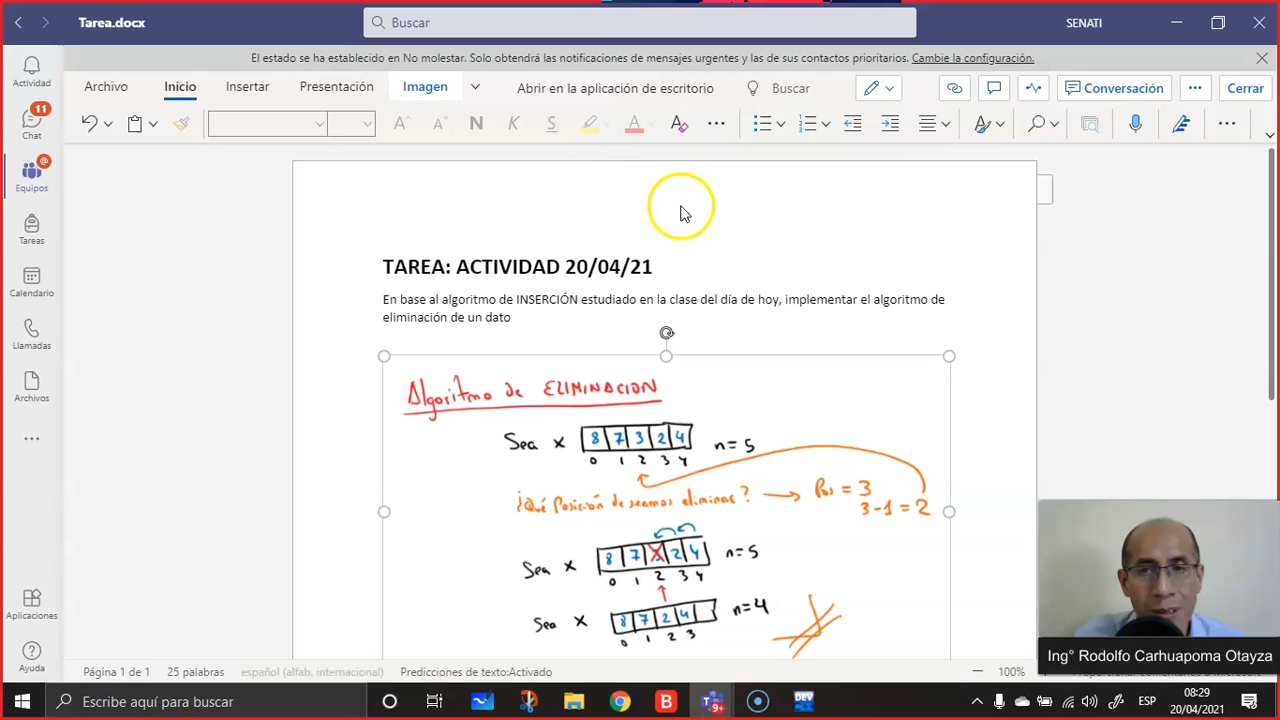 Tarea.docx
Buscar
SENATI
El estado se ha establecido en No molestar. Solo obtendrá las notificaciones de mensajes urgentes y las de sus contactos prioritarios. Cambie la configuración.
Actividad
Archivo
Inicio
Insertar
Presentación
Imagen
Abrir en la aplicación de escritorio
Buscar
Conversación
Cerrar
11
Chat
N
K
S
A
A
A
A
@
Equipos
Tareas
Calendario
Llamadas
Archivos
Aplicaciones
Ayuda
TAREA: ACTIVIDAD 20/04/21
En base al algoritmo de INSERCIÓN estudiado en la clase del día de hoy, implementar el algoritmo de
eliminación de un dato
Algoritmo de ELIMINACION
Sea x 8 7 3 2 4 n=5
0 1 2 3 4
¿Qué Posición deseamos eliminar? → Pos = 3
3-1 = 2
Sea x 8 7 3 2 4 n=5
0 1 2 3 4
Sea x 8 7 2 4 n=4
0 1 2 3
Ing° Rodolfo Carhuapoma Otayza
Página 1 de 1
25 palabras
español (alfab. internacional)
Predicciones de texto:Activado
100%
Escribe aquí para buscar
B
9+
DEV
ESP
08:29
20/04/2021